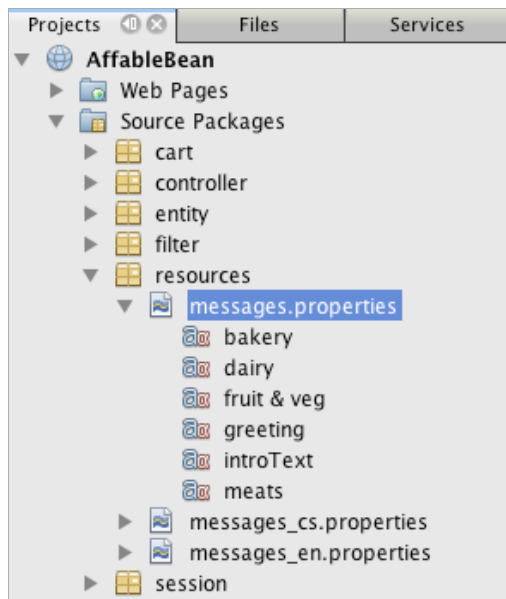 Projects Files Services
AffableBean
Web Pages
Source Packages
cart
controller
entity
filter
resources
messages.properties
bakery
dairy
fruit & veg
greeting
introText
meats
messages_cs.properties
messages_en.properties
session